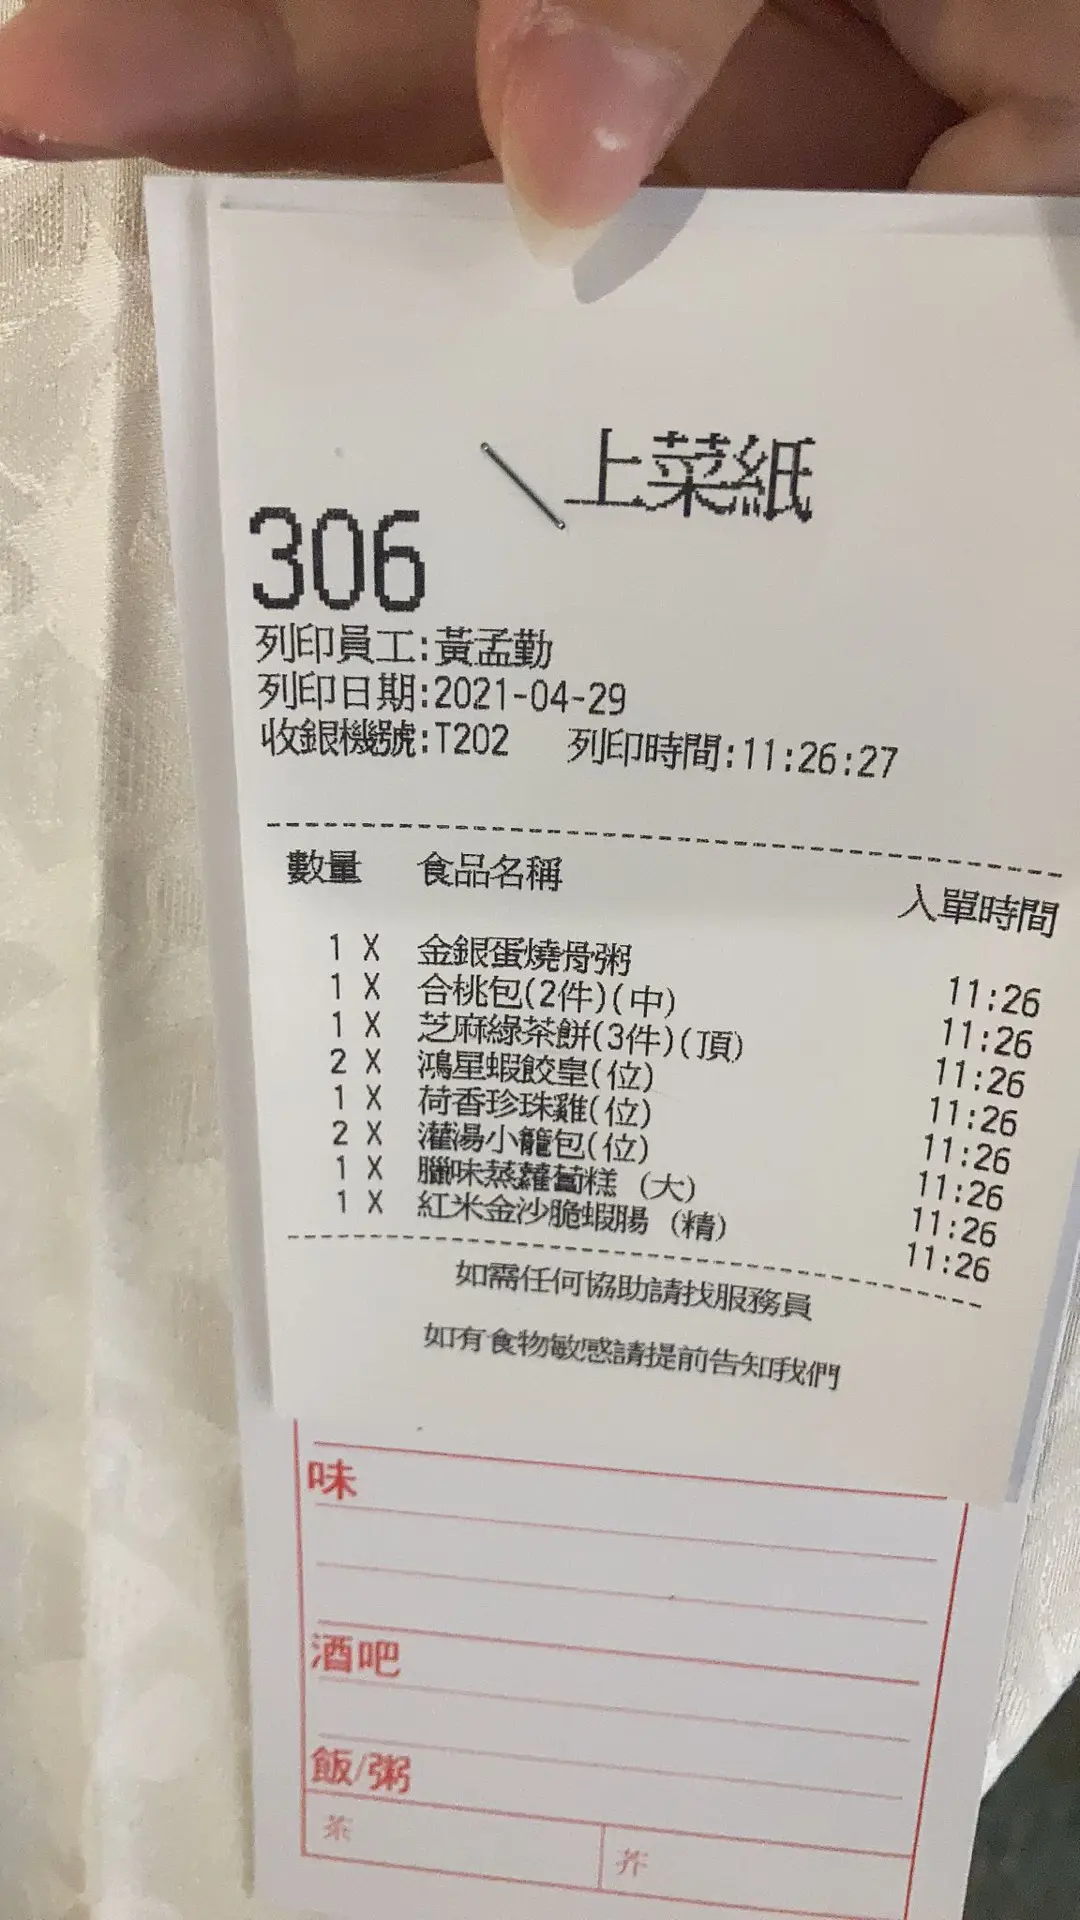 上菜紙
306
列印員工:黃孟勤
列印日期:2021-04-29
收銀機號:T202 列印時間:11:26:27
數量 食品名稱 入單時間
1 X 金銀蛋燒骨粥 11:26
1 X 合桃包(2件)(中) 11:26
1 X 芝麻綠茶餅(3件)(頂) 11:26
2 X 鴻星蝦餃皇(位) 11:26
1 X 荷香珍珠雞(位) 11:26
2 X 灌湯小籠包(位) 11:26
1 X 臘味蒸蘿蔔糕 (大) 11:26
1 X 紅米金沙脆蝦腸 (精) 11:26
如需任何協助請找服務員
如有食物敏感請提前告知我們
味
酒吧
飯/粥
茶 芥